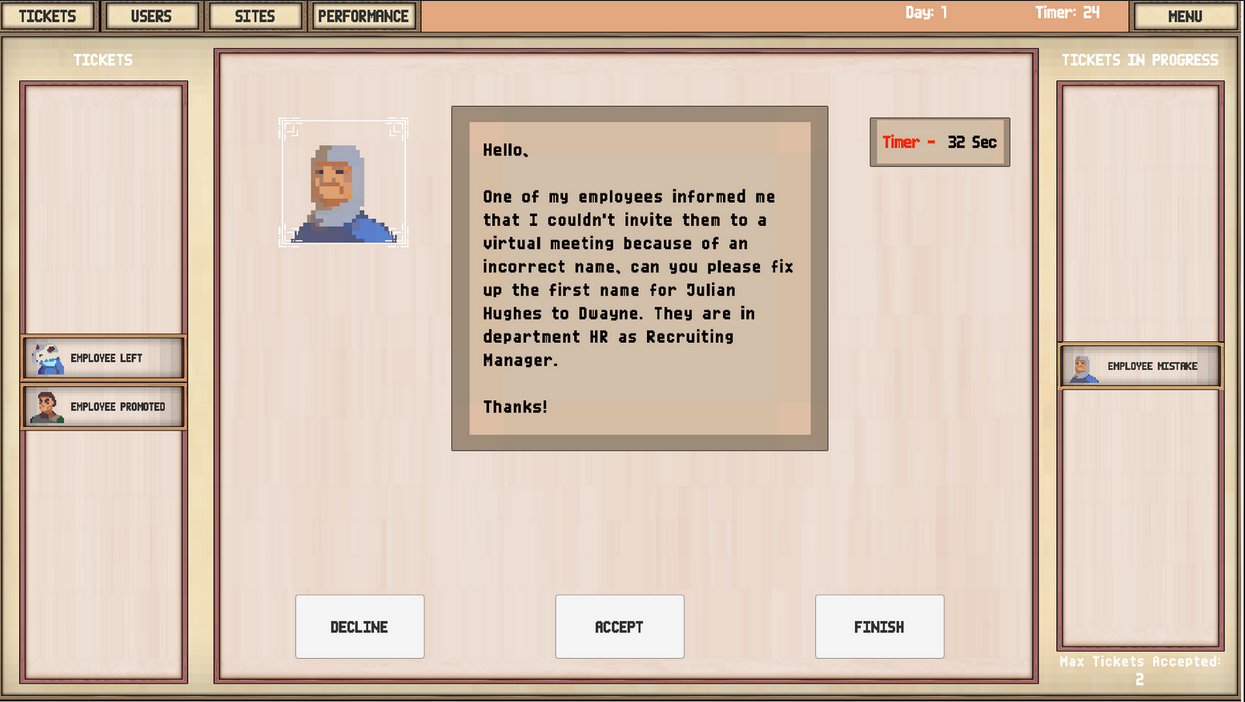 TICKETS USERS SITES PERFORMANCE Day: 1 Timer: 24 MENU
TICKETS
TICKETS IN PROGRESS
Timer - 32 Sec
Hello,
One of my employees informed me
that I couldn't invite them to a
virtual meeting because of an
incorrect name, can you please fix
up the first name for Julian
Hughes to Dwayne. They are in
department HR as Recruiting
Manager.
Thanks!
EMPLOYEE LEFT
EMPLOYEE PROMOTED
EMPLOYEE MISTAKE
DECLINE ACCEPT FINISH
Max Tickets Accepted:
2